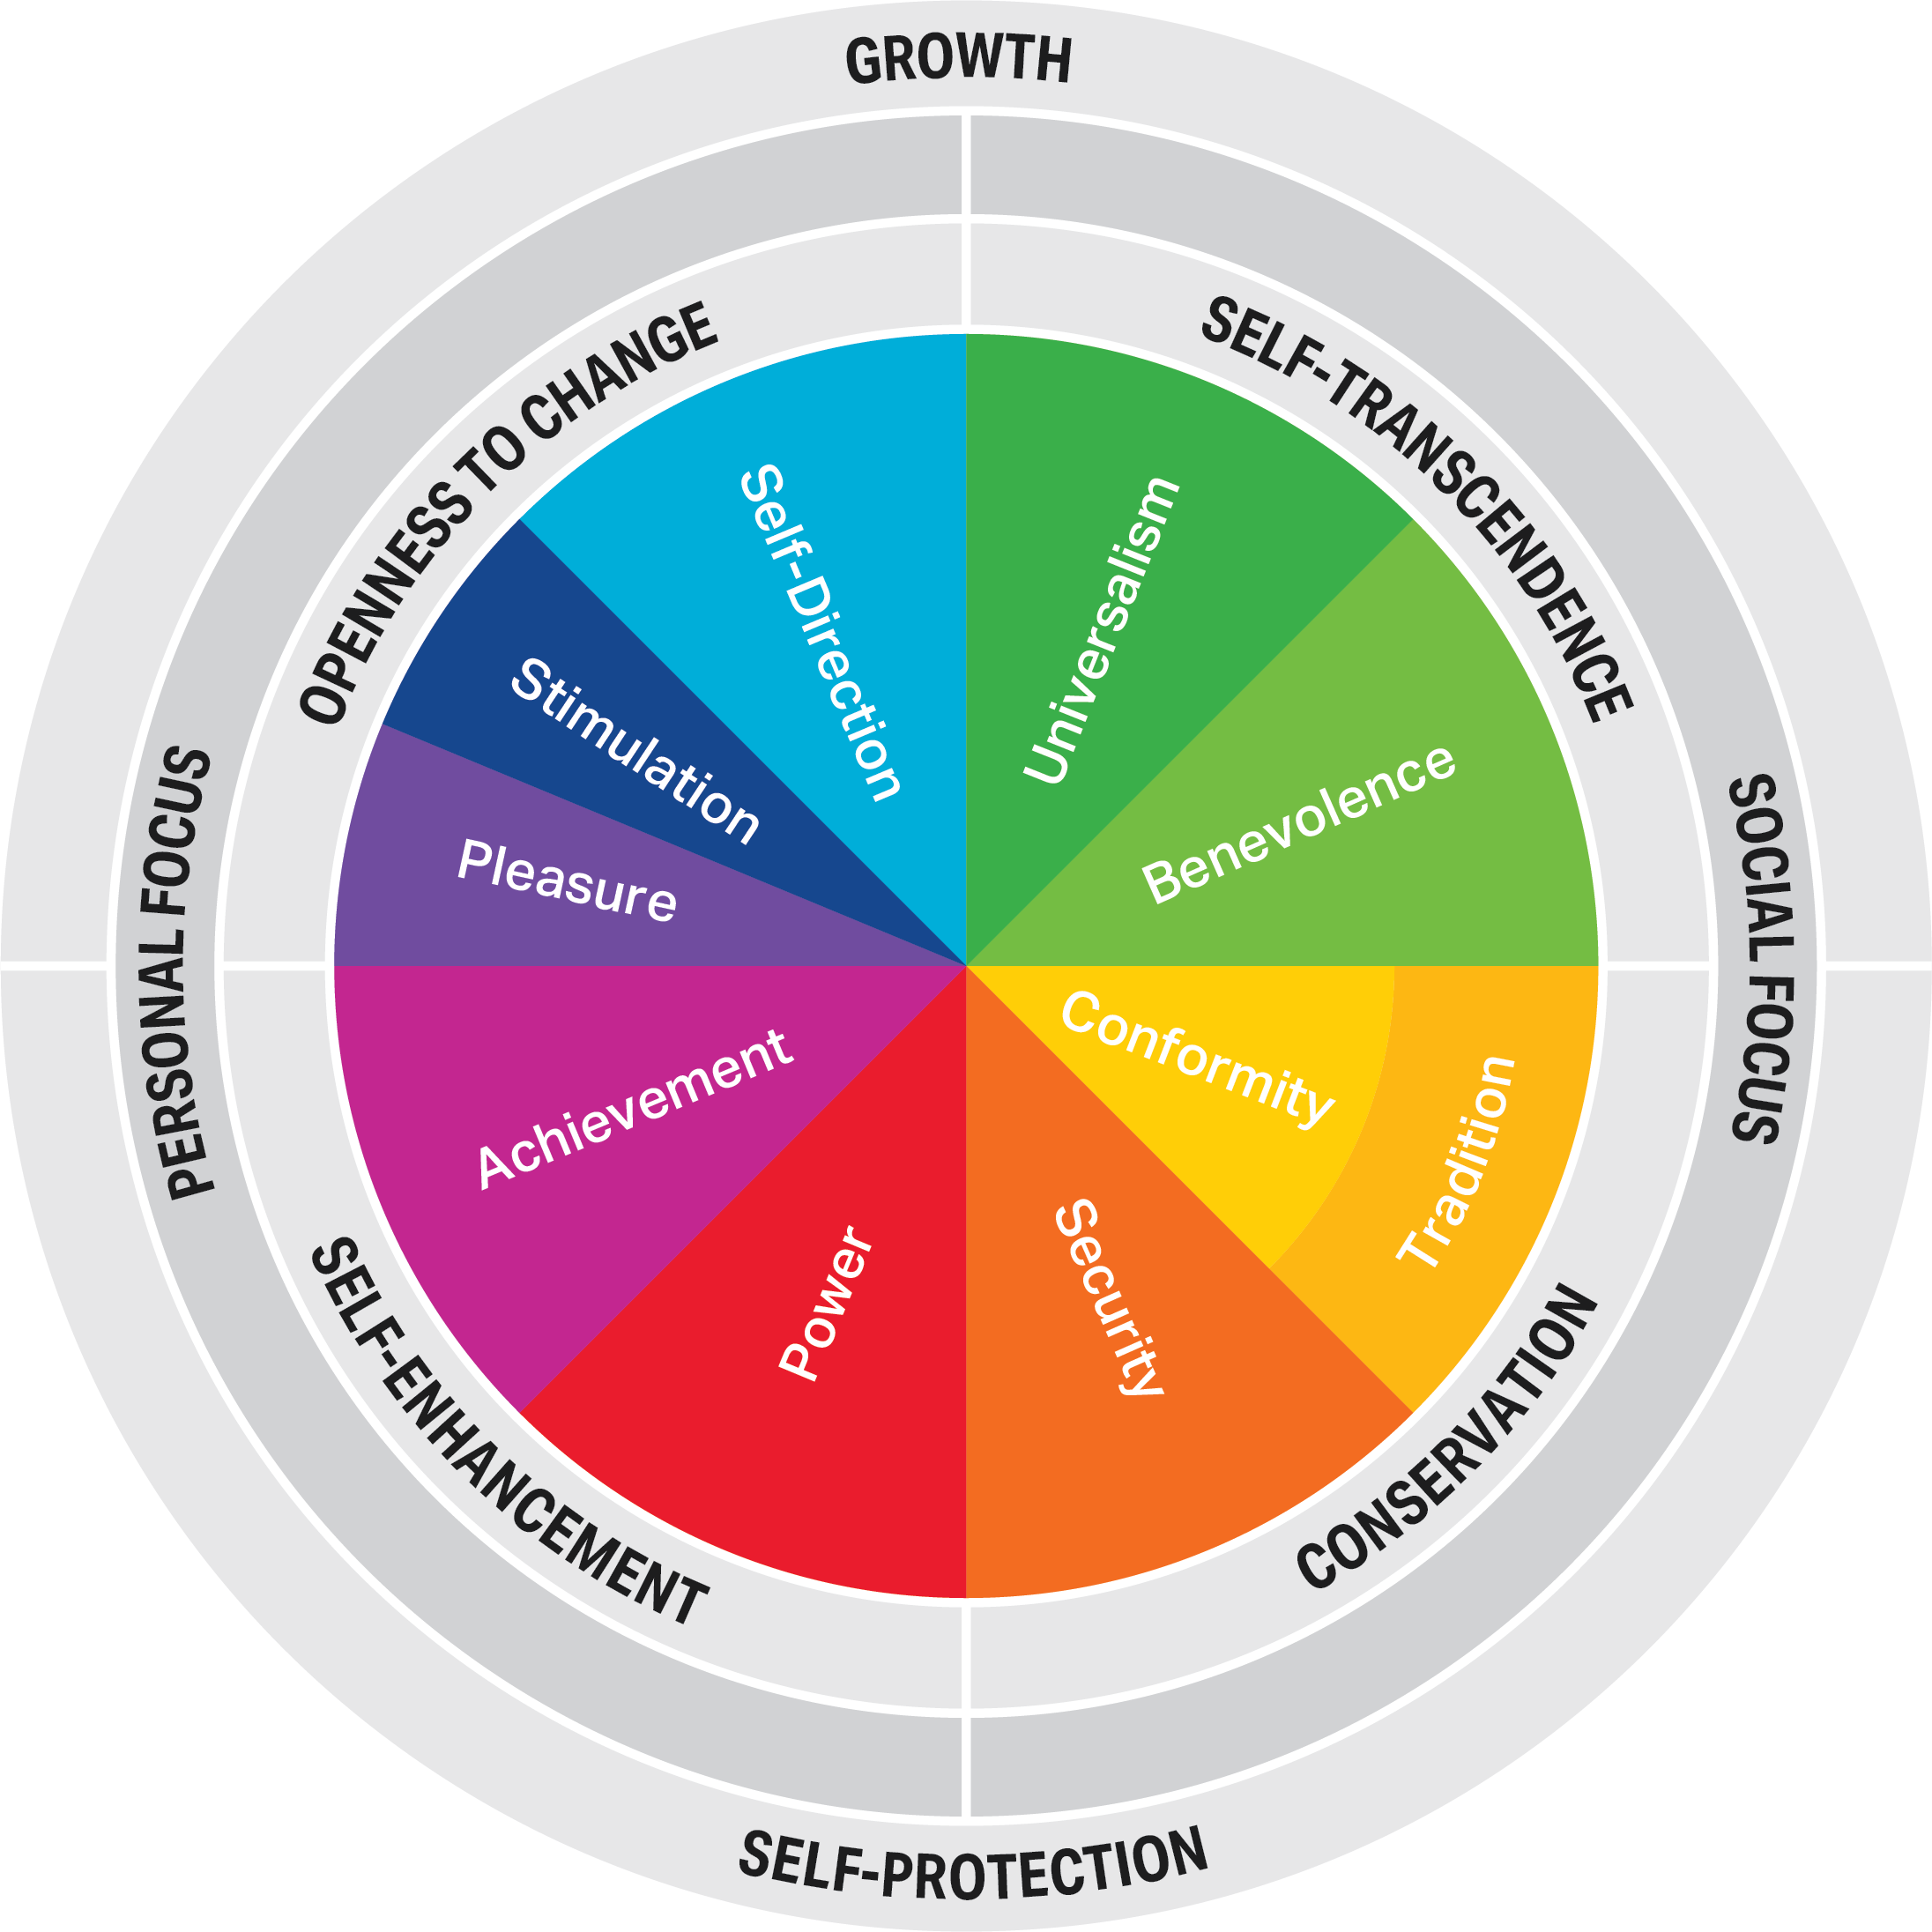 GROWTH
OPENNESS TO CHANGE
SELF-TRANSCENDENCE
PERSONAL FOCUS
SOCIAL FOCUS
Self-Direction
Universalism
Stimulation
Benevolence
Pleasure
Conformity
Achievement
Tradition
Power
Security
SELF-ENHANCEMENT
CONSERVATION
SELF-PROTECTION